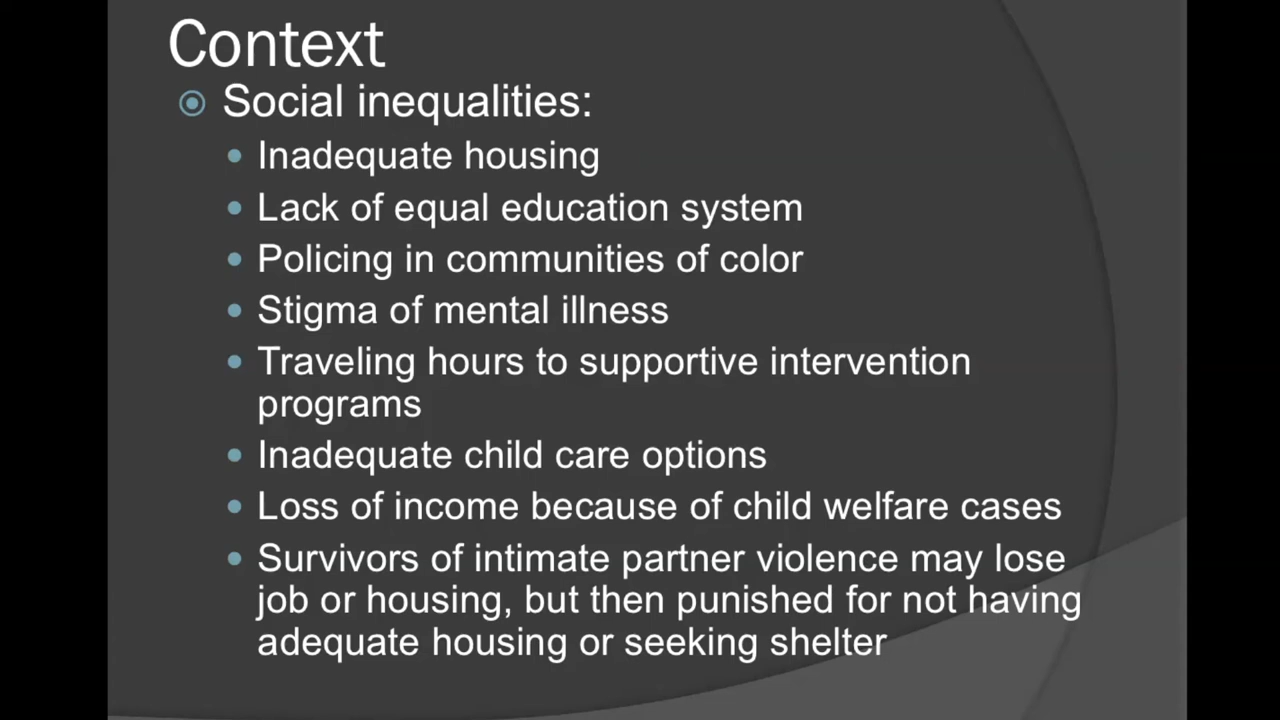 Context
Social inequalities:
Inadequate housing
Lack of equal education system
Policing in communities of color
Stigma of mental illness
Traveling hours to supportive intervention
programs
Inadequate child care options
Loss of income because of child welfare cases
Survivors of intimate partner violence may lose
job or housing, but then punished for not having
adequate housing or seeking shelter